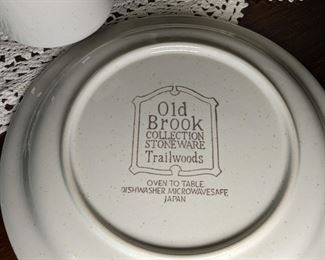 Old
Brook
COLLECTION
STONEWARE
Trailwoods
OVEN TO TABLE
DISHWASHER MICROWAVESAFE
JAPAN